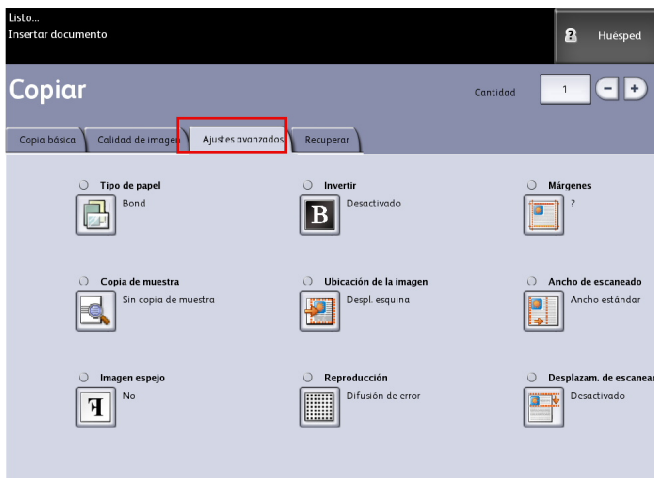 Listo...
Insertar documento
Huésped
Copiar
Cantidad
1
- +
Copia básica
Calidad de imagen
Ajustes avanzados
Recuperar
Tipo de papel
Bond
Invertir
B
Desactivado
Márgenes
?
Copia de muestra
Sin copia de muestra
Ubicación de la imagen
Despl. esquina
Ancho de escaneado
Ancho estándar
Imagen espejo
No
Reproducción
Difusión de error
Desplazam. de escanear
Desactivado